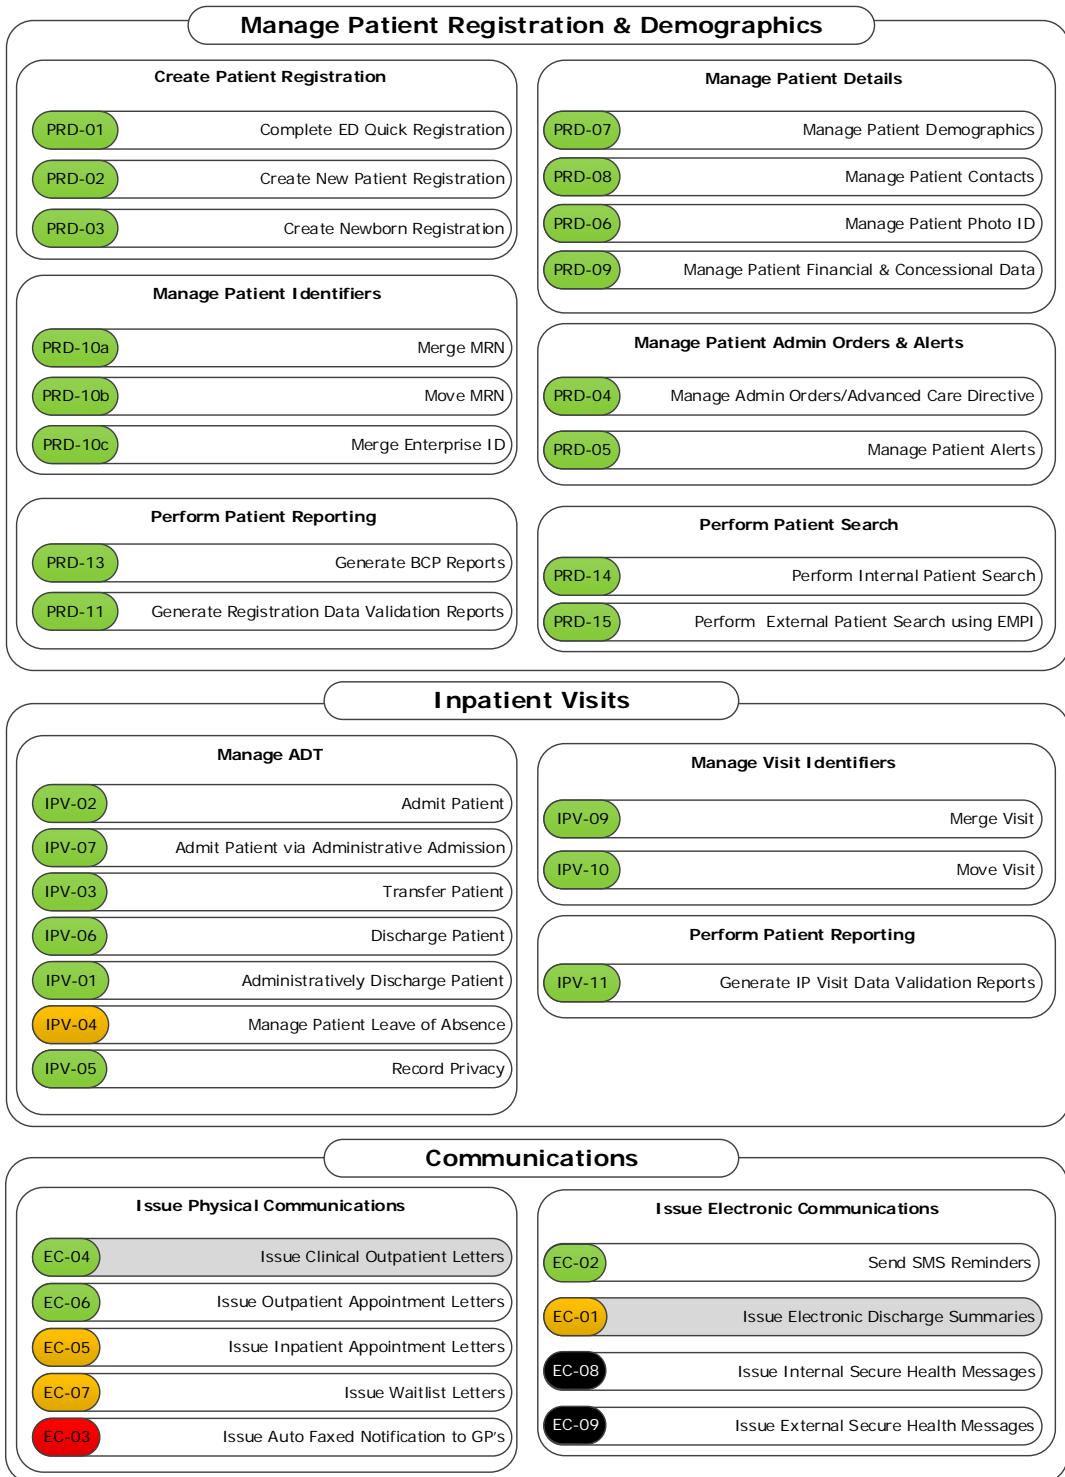 Manage Patient Registration & Demographics
Create Patient Registration
PRD-01 Complete ED Quick Registration
PRD-02 Create New Patient Registration
PRD-03 Create Newborn Registration
Manage Patient Identifiers
PRD-10a Merge MRN
PRD-10b Move MRN
PRD-10c Merge Enterprise ID
Perform Patient Reporting
PRD-13 Generate BCP Reports
PRD-11 Generate Registration Data Validation Reports
Manage Patient Details
PRD-07 Manage Patient Demographics
PRD-08 Manage Patient Contacts
PRD-06 Manage Patient Photo ID
PRD-09 Manage Patient Financial & Concessional Data
Manage Patient Admin Orders & Alerts
PRD-04 Manage Admin Orders/Advanced Care Directive
PRD-05 Manage Patient Alerts
Perform Patient Search
PRD-14 Perform Internal Patient Search
PRD-15 Perform External Patient Search using EMPI
Inpatient Visits
Manage ADT
IPV-02 Admit Patient
IPV-07 Admit Patient via Administrative Admission
IPV-03 Transfer Patient
IPV-06 Discharge Patient
IPV-01 Administratively Discharge Patient
IPV-04 Manage Patient Leave of Absence
IPV-05 Record Privacy
Manage Visit Identifiers
IPV-09 Merge Visit
IPV-10 Move Visit
Perform Patient Reporting
IPV-11 Generate IP Visit Data Validation Reports
Communications
Issue Physical Communications
EC-04 Issue Clinical Outpatient Letters
EC-06 Issue Outpatient Appointment Letters
EC-05 Issue Inpatient Appointment Letters
EC-07 Issue Waitlist Letters
EC-03 Issue Auto Faxed Notification to GP's
Issue Electronic Communications
EC-02 Send SMS Reminders
EC-01 Issue Electronic Discharge Summaries
EC-08 Issue Internal Secure Health Messages
EC-09 Issue External Secure Health Messages